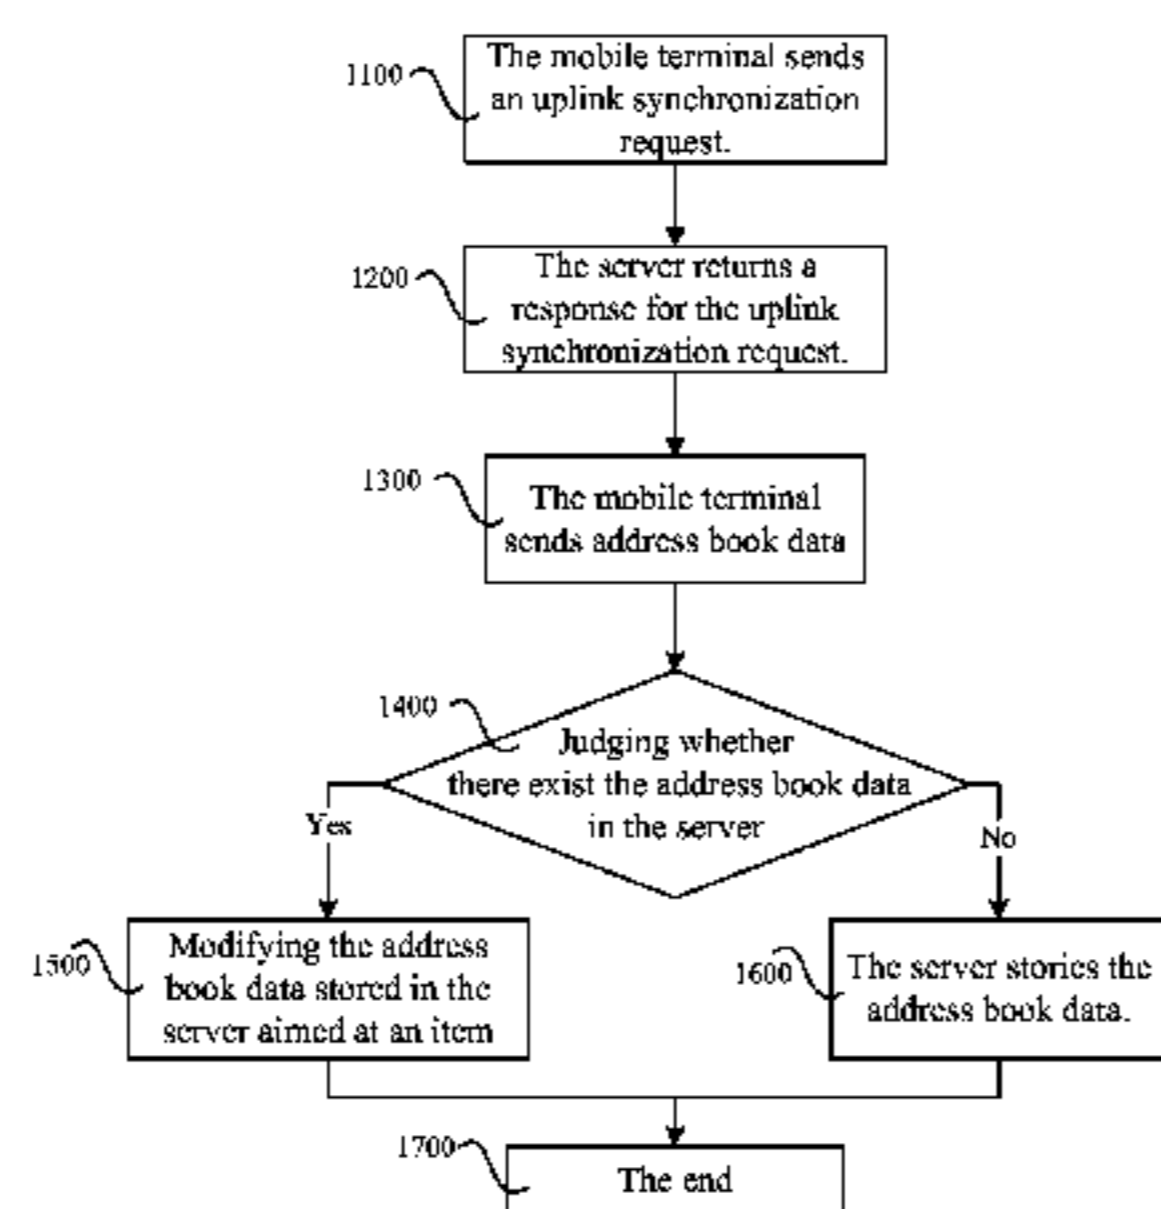 1100
The mobile terminal sends
an uplink synchronization
request.
1200
The server returns a
response for the uplink
synchronization request.
1300
The mobile terminal
sends address book data
1400
Judging whether
there exist the address book data
in the server
Yes
No
1500
Modifying the address
book data stored in the
server aimed at an item
1600
The server stories the
address book data.
1700
The end